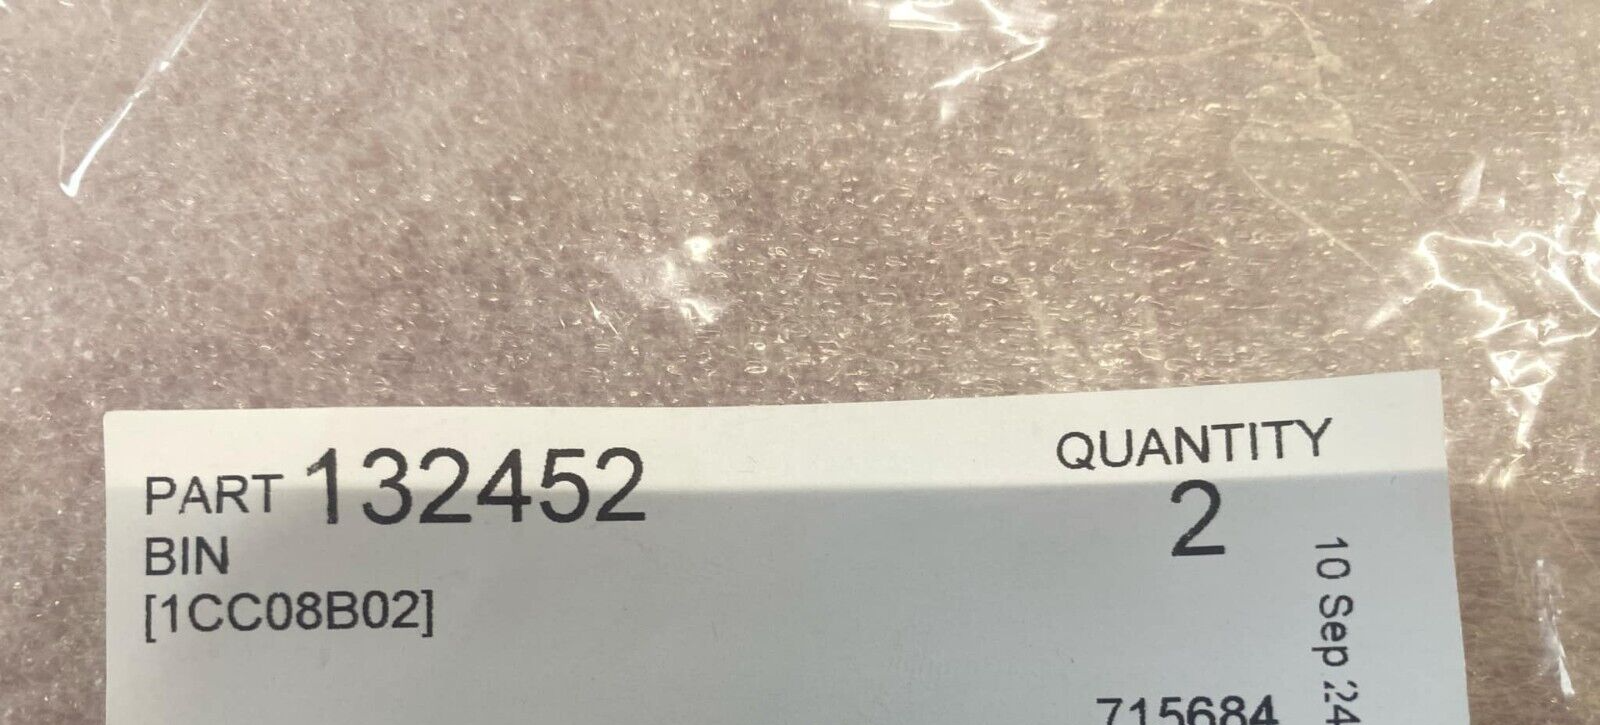 PART 132452
QUANTITY
2
BIN
[1CC08B02]
10 Sep 24
715684